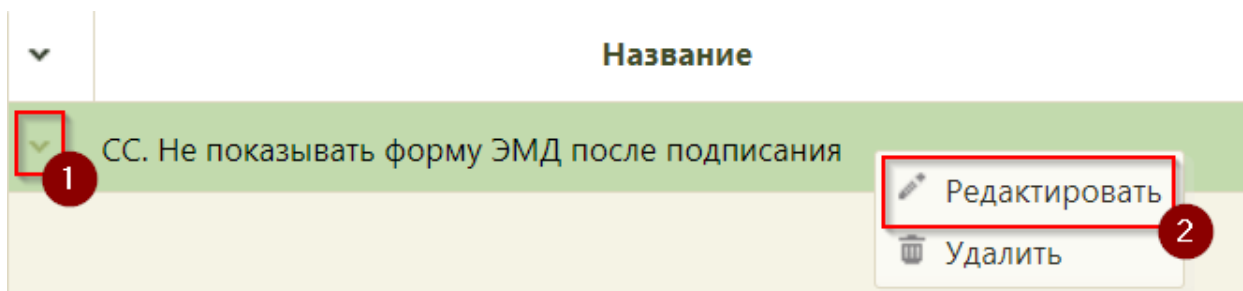 Название
СС. Не показывать форму ЭМД после подписания
1
Редактировать
2
Удалить